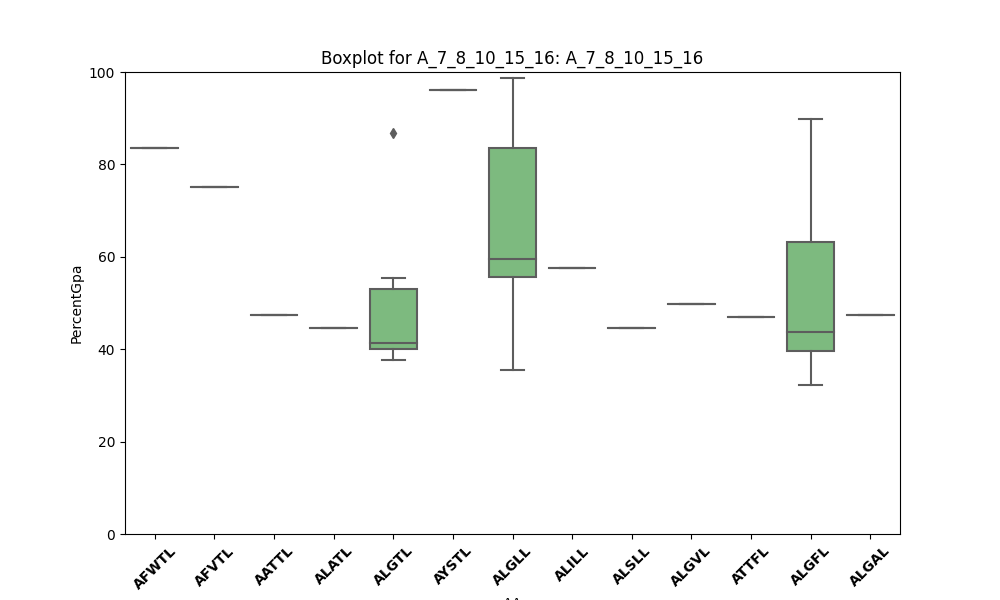 Boxplot for A_7_8_10_15_16: A_7_8_10_15_16
100
80
60
40
20
0
PercentGpa
AFWTL
AFVTL
AATTL
ALATL
ALGTL
AYSTL
ALGLL
ALILL
ALSLL
ALGVL
ATTFL
ALGFL
ALGAL